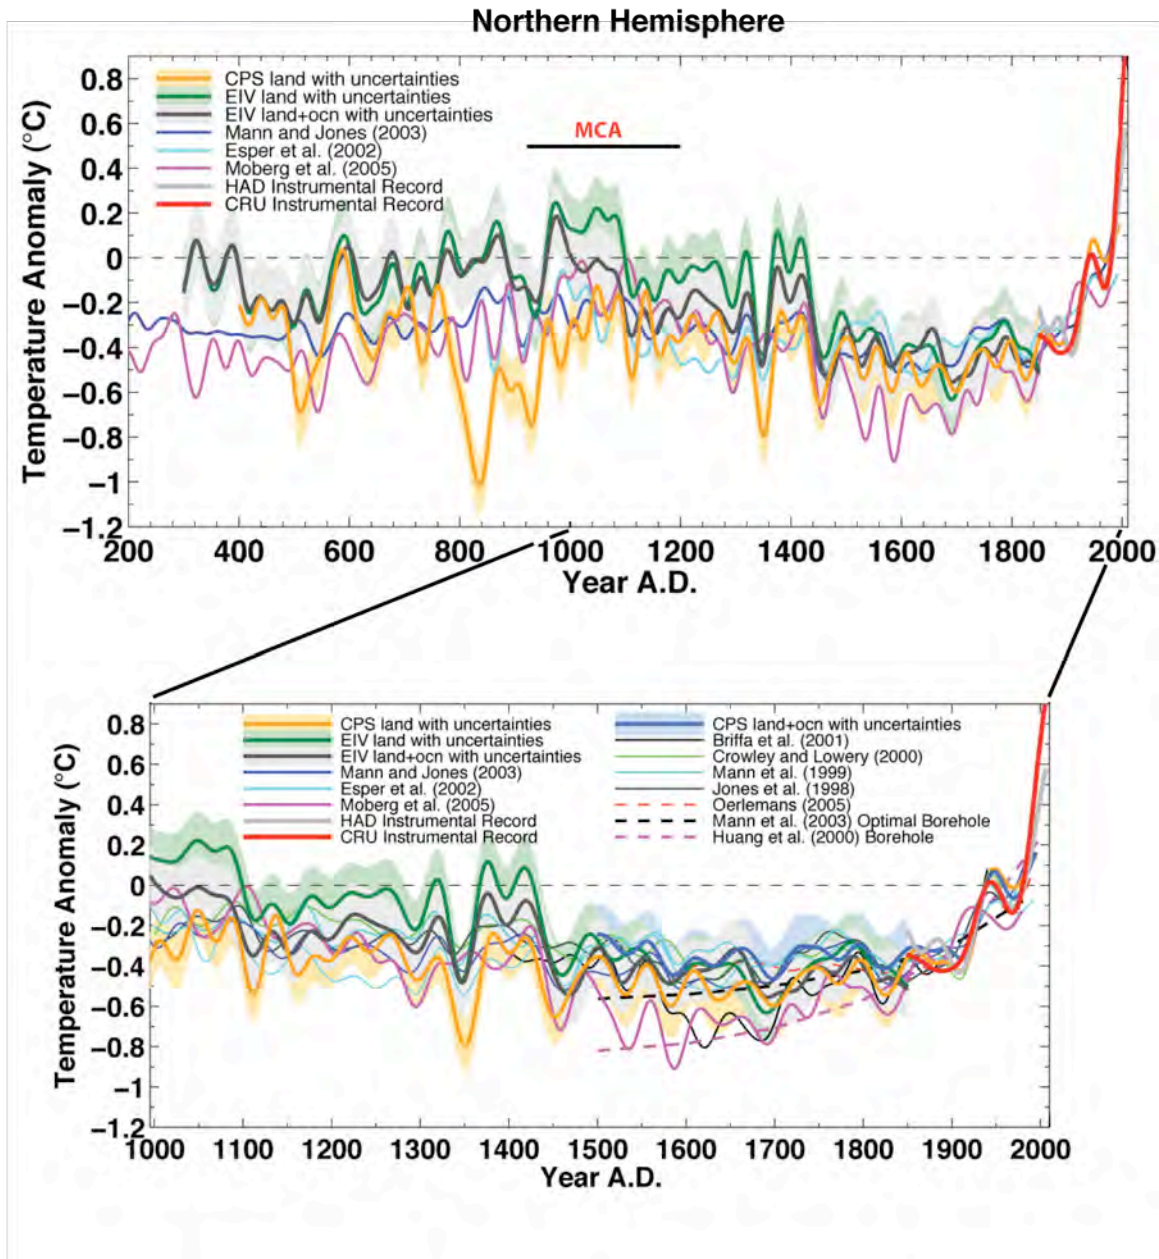 Northern Hemisphere
0.8
0.6
0.4
0.2
0
−0.2
−0.4
−0.6
−0.8
−1
−1.2
Temperature Anomaly (°C)
CPS land with uncertainties
EIV land with uncertainties
EIV land+ocn with uncertainties
Mann and Jones (2003)
Esper et al. (2002)
Moberg et al. (2005)
HAD Instrumental Record
CRU Instrumental Record
MCA
200 400 600 800 1000 1200 1400 1600 1800 2000
Year A.D.
0.8
0.6
0.4
0.2
0
−0.2
−0.4
−0.6
−0.8
−1
−1.2
Temperature Anomaly (°C)
CPS land with uncertainties
EIV land with uncertainties
EIV land+ocn with uncertainties
Mann and Jones (2003)
Esper et al. (2002)
Moberg et al. (2005)
HAD Instrumental Record
CRU Instrumental Record
CPS land+ocn with uncertainties
Briffa et al. (2001)
Crowley and Lowery (2000)
Mann et al. (1999)
Jones et al. (1998)
Oerlemans (2005)
Mann et al. (2003) Optimal Borehole
Huang et al. (2000) Borehole
1000 1100 1200 1300 1400 1500 1600 1700 1800 1900 2000
Year A.D.